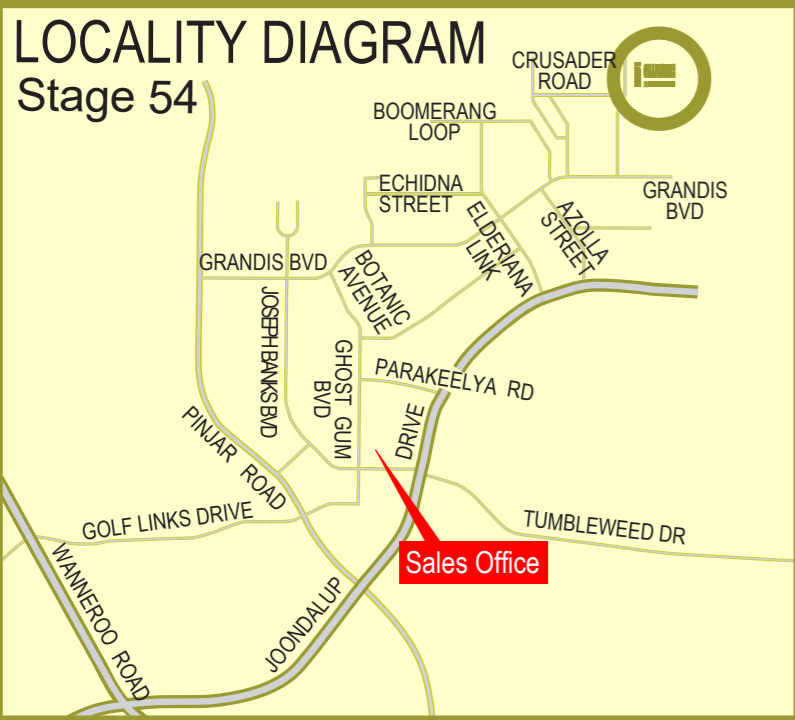 LOCALITY DIAGRAM
Stage 54
CRUSADER
ROAD
BOOMERANG
LOOP
ECHIDNA
STREET
GRANDIS
BVD
AZOLLA
STREET
ELDERIANA
LINK
GRANDIS BVD
BOTANIC
AVENUE
JOSEPH BANKS BVD
GHOST GUM
BVD
PARAKEELYA RD
DRIVE
PINJAR ROAD
GOLF LINKS DRIVE
TUMBLEWEED DR
Sales Office
WANNEROO ROAD
JOONDALUP